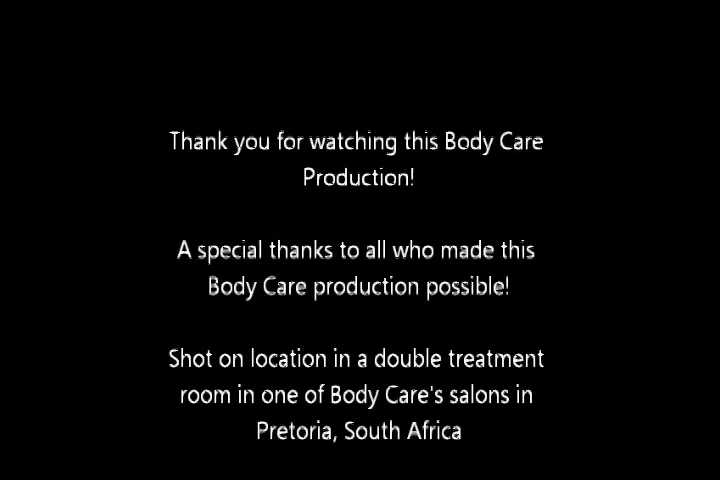 Thank you for watching this Body Care
Production!
A special thanks to all who made this
Body Care production possible!
Shot on location in a double treatment
room in one of Body Care's salons in
Pretoria, South Africa